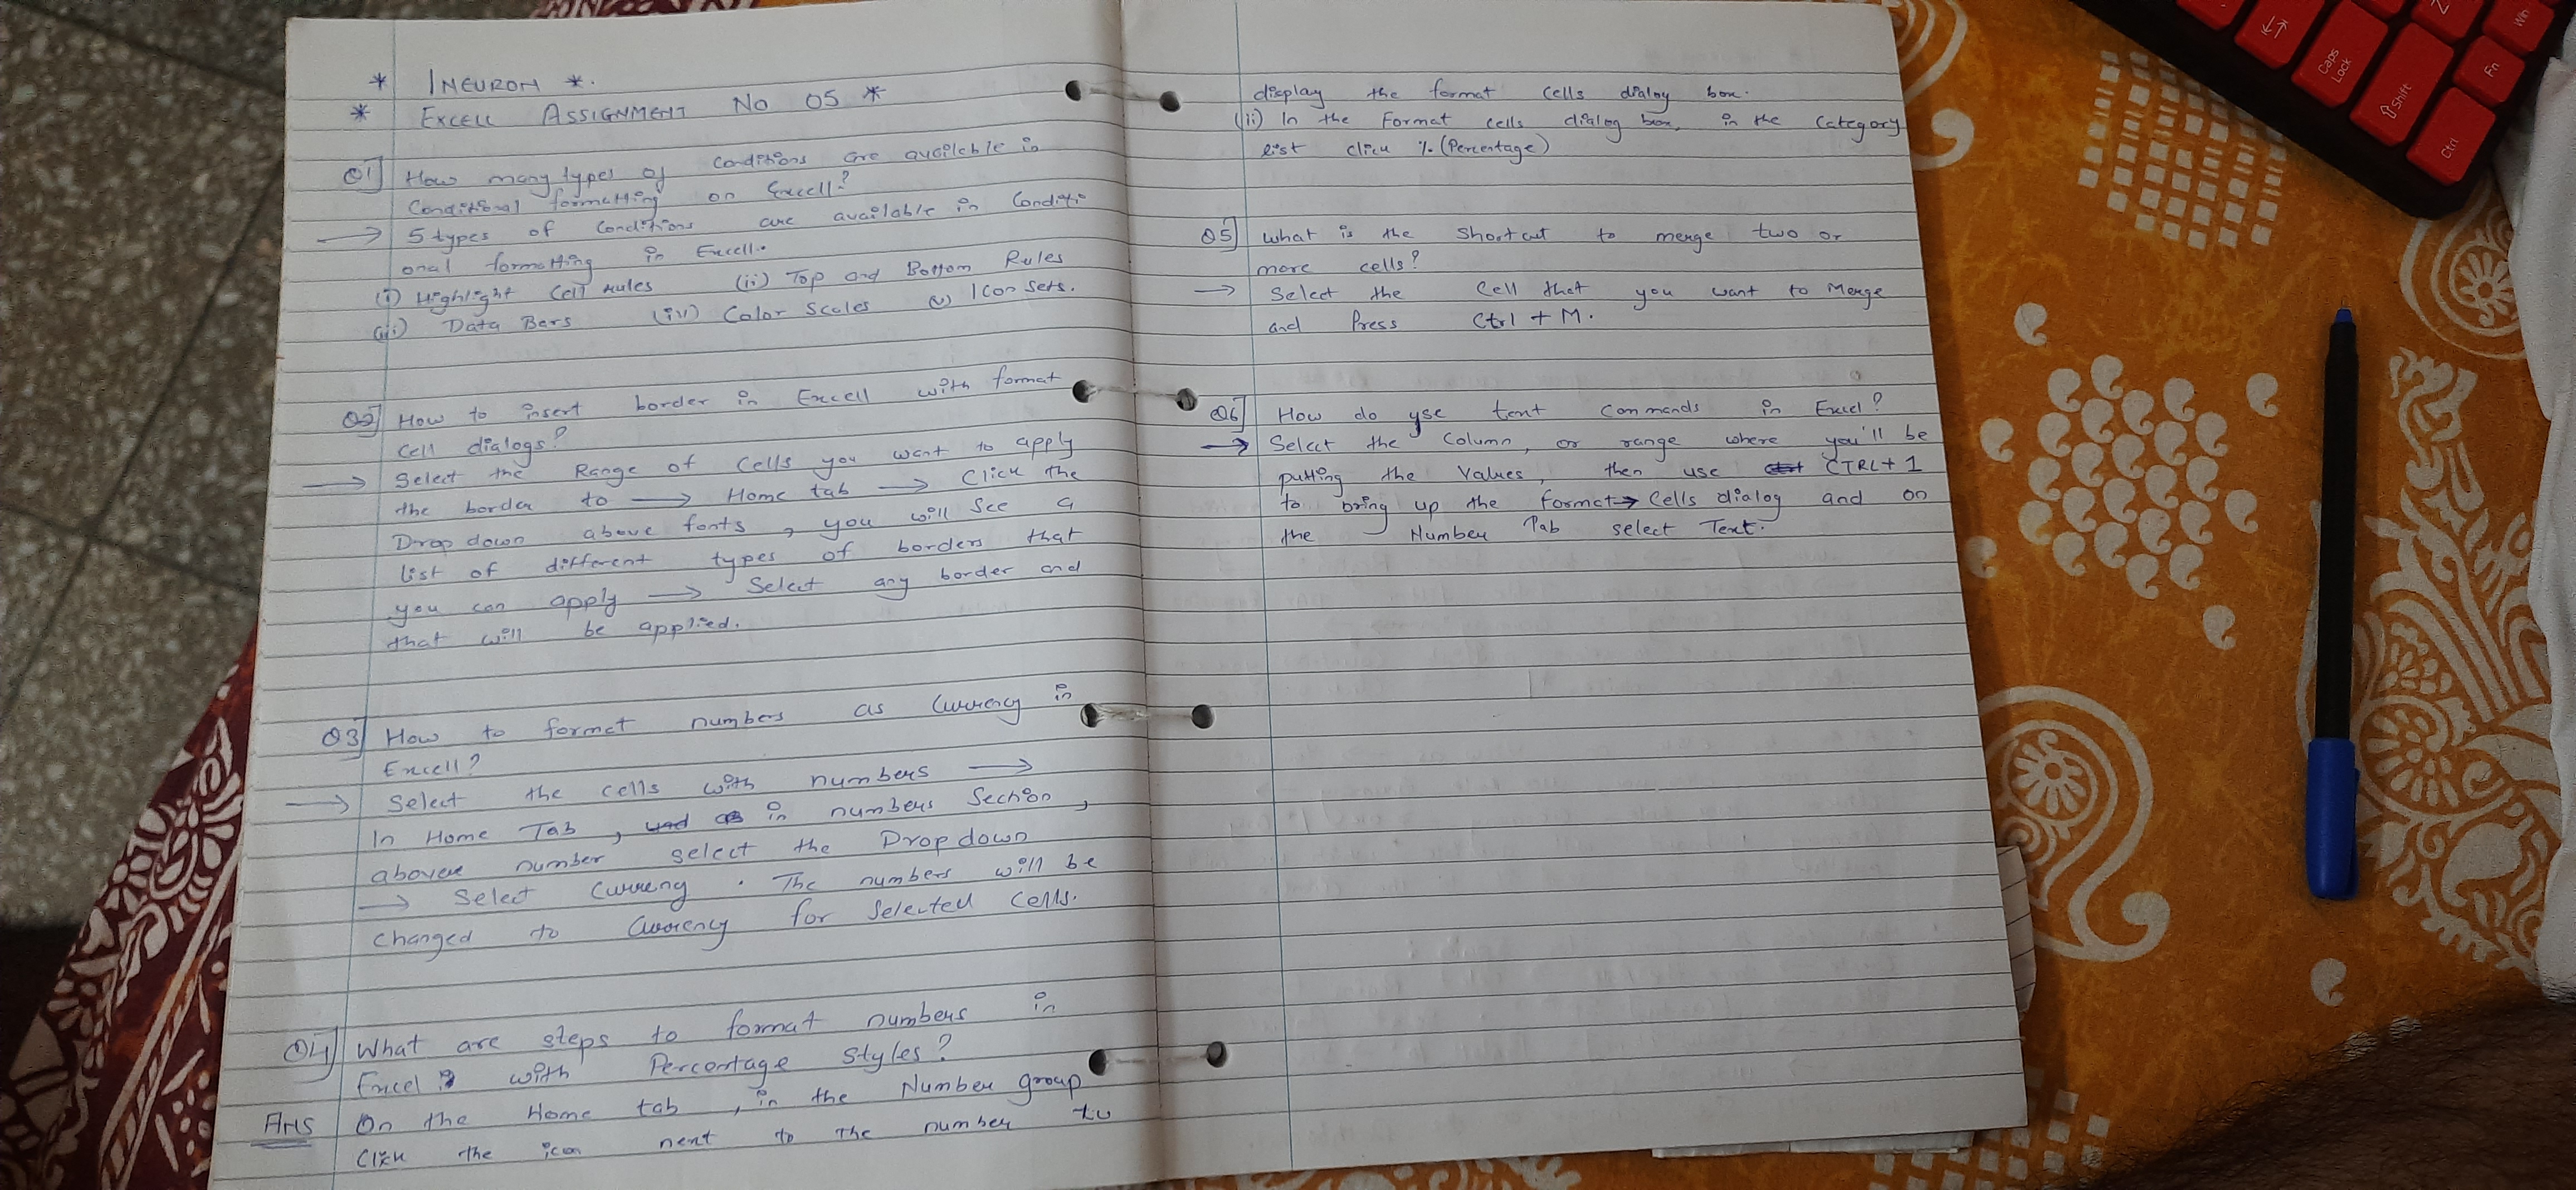 * INEURON *.
* EXCELL ASSIGNMENT No 05 *
Q1] How many types of conditions are available in
Conditional formatting on Excell?
→ 5 types of conditions are available in Conditi-
onal formatting in Excell.
(i) Highlight Cell Rules (ii) Top and Bottom Rules
(iii) Data Bars (iv) Color Scales (v) Icon sets.
Q2] How to insert border in Excell with format
Cell dialogs?
→ Select the Range of Cells you want to apply
the border to → Home tab → Click the
Drop down above fonts, you will see a
list of different types of borders that
you can apply → Select any border and
that will be applied.
Q3] How to format numbers as Currency in
Excell?
→ Select the cells with numbers →
In Home Tab, in numbers Section,
above number select the Drop down
→ Select Currency. The numbers will be
changed to Currency for selected cells.
Q4] What are steps to format numbers in
Excel with Percentage styles?
Ans On the Home tab, in the Number group
Click the icon next to the number to
display the format cells dialog box.
(ii) In the Format cells dialog box, in the Category
list click % (Percentage)
Q5] What is the Shortcut to merge two or
more cells?
→ Select the Cell that you want to Merge
and Press Ctrl + M.
Q6] How do yse text commands in Excel?
→ Select the Column, or range where you'll be
putting the values, then use CTRL+1
to bring up the format → Cells dialog and on
the Number Tab select Text.
Win
Fn
Ctrl
Z
Shift
Caps
Lock